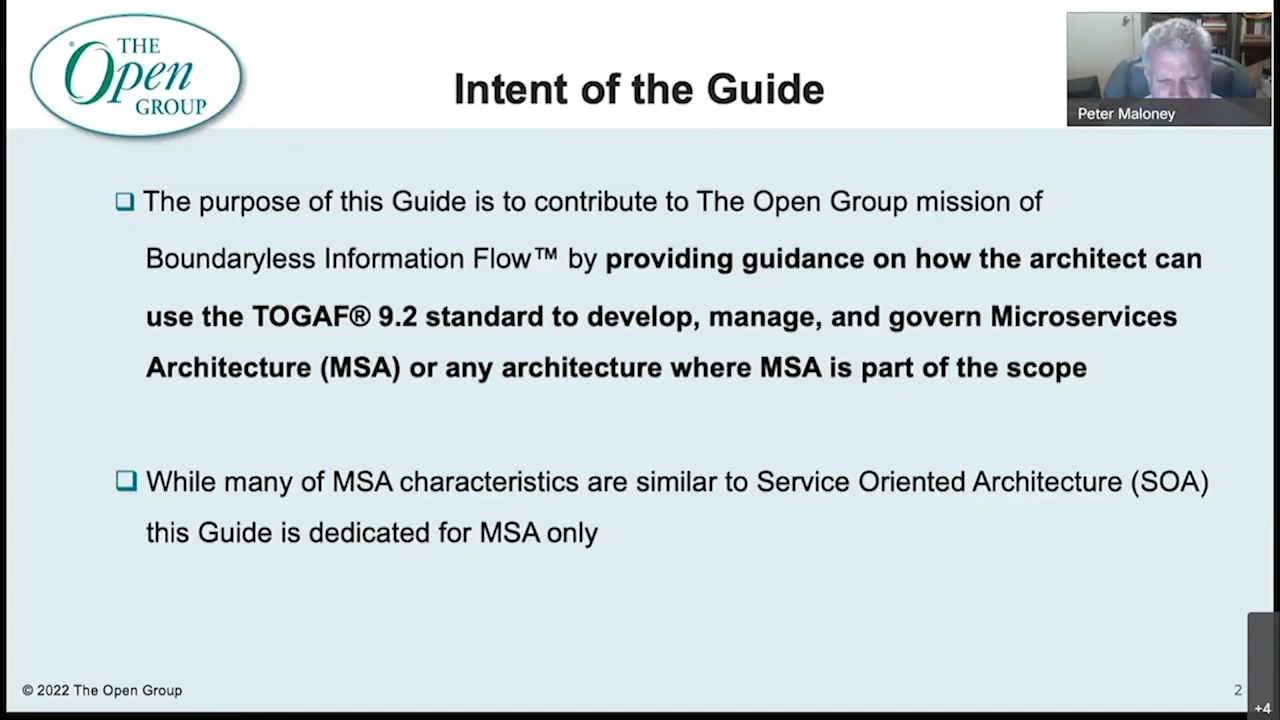 THE
Open
GROUP
Intent of the Guide
Peter Maloney
The purpose of this Guide is to contribute to The Open Group mission of
Boundaryless Information Flow™ by providing guidance on how the architect can
use the TOGAF® 9.2 standard to develop, manage, and govern Microservices
Architecture (MSA) or any architecture where MSA is part of the scope
While many of MSA characteristics are similar to Service Oriented Architecture (SOA)
this Guide is dedicated for MSA only
© 2022 The Open Group
2
+4